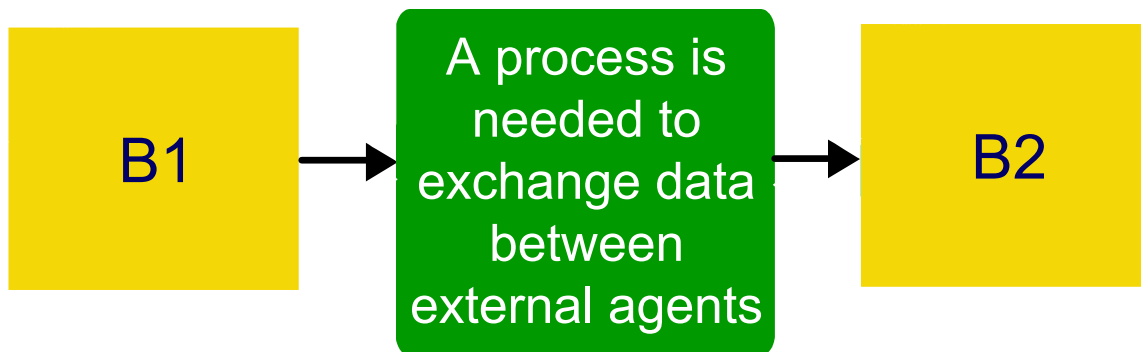 B1
A process is
needed to
exchange data
between
external agents
B2